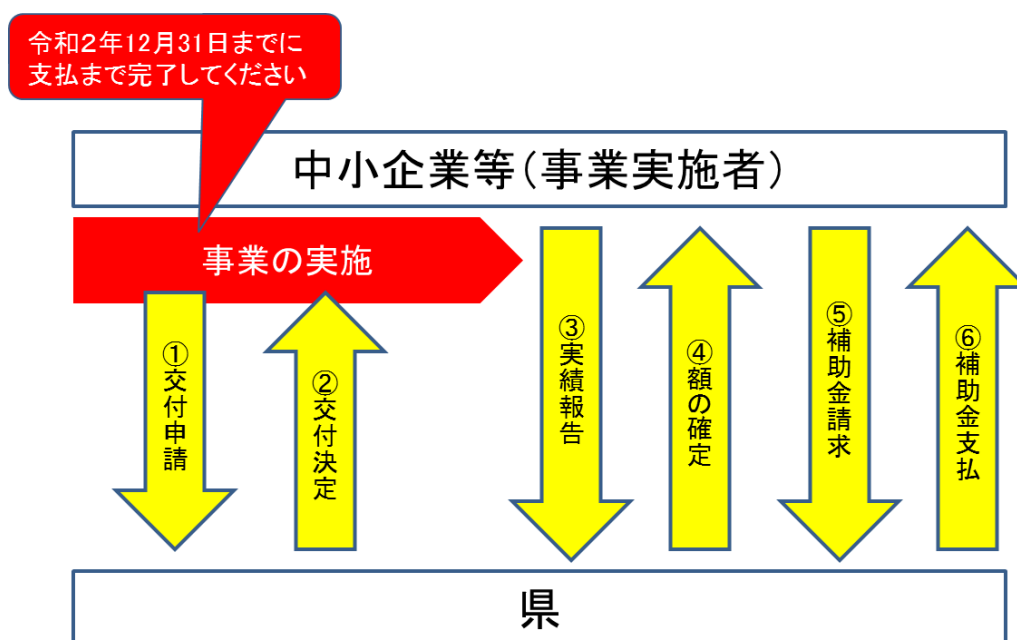 令和2年12月31日までに
支払まで完了してください
中小企業等(事業実施者)
事業の実施
①交付申請
②交付決定
③実績報告
④額の確定
⑤補助金請求
⑥補助金支払
県